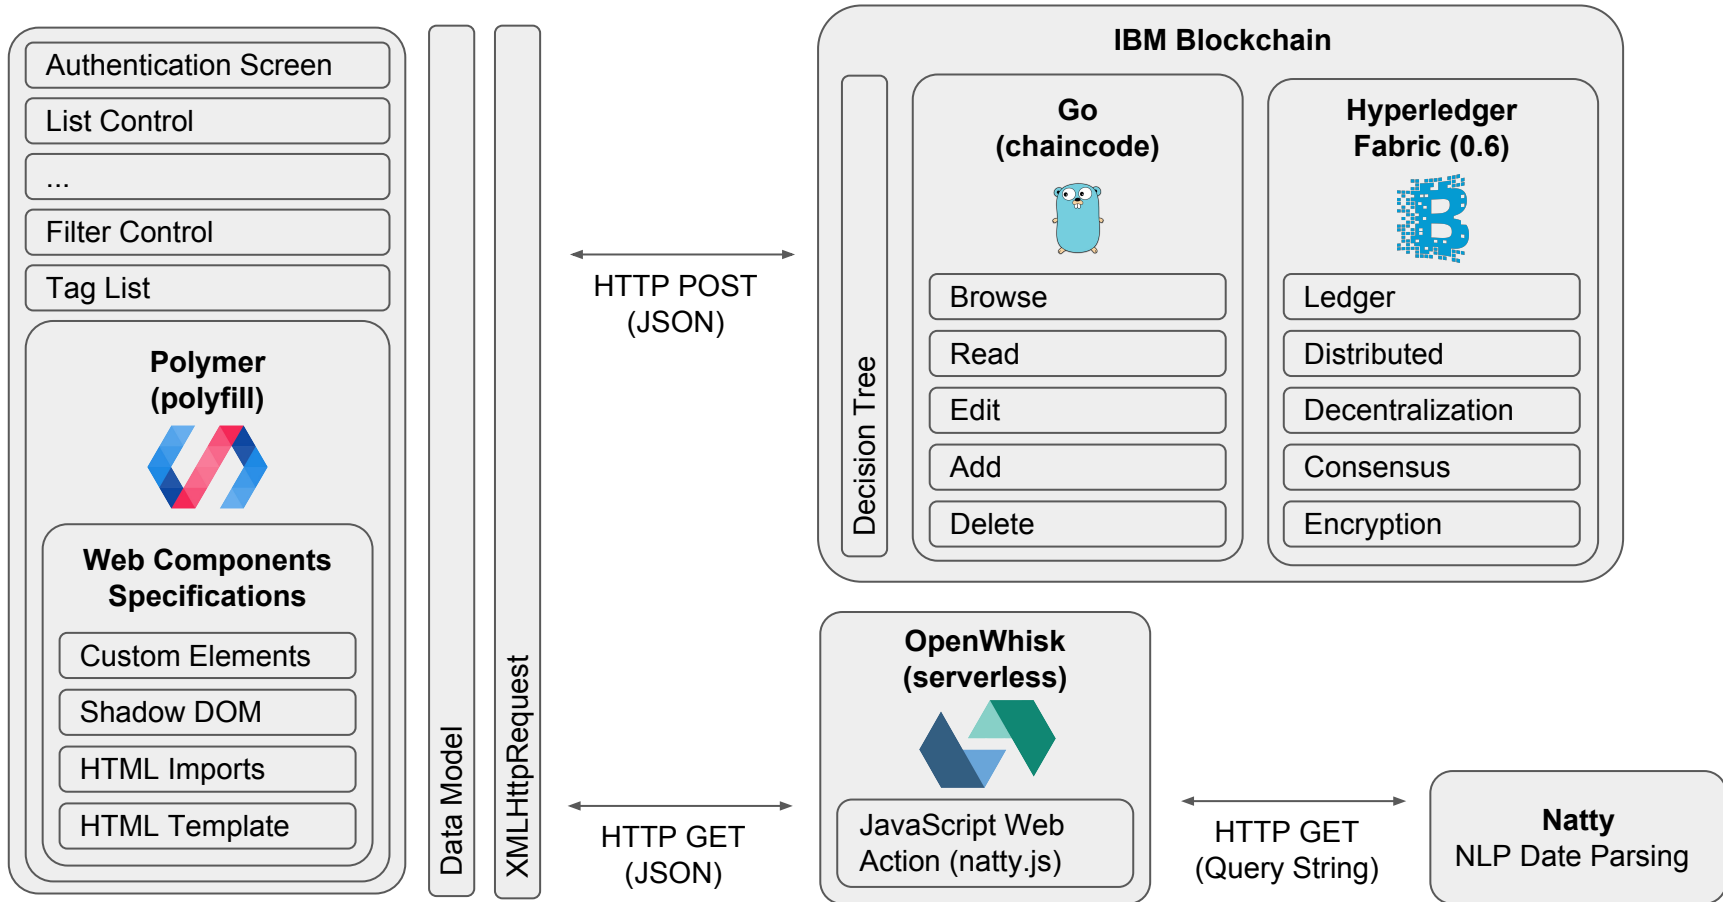 Authentication Screen
List Control
...
Filter Control
Tag List
Polymer
(polyfill)
Web Components
Specifications
Custom Elements
Shadow DOM
HTML Imports
HTML Template
Data Model
XMLHttpRequest
HTTP POST
(JSON)
HTTP GET
(JSON)
IBM Blockchain
Decision Tree
Go
(chaincode)
Browse
Read
Edit
Add
Delete
Hyperledger
Fabric (0.6)
Ledger
Distributed
Decentralization
Consensus
Encryption
OpenWhisk
(serverless)
JavaScript Web
Action (natty.js)
HTTP GET
(Query String)
Natty
NLP Date Parsing